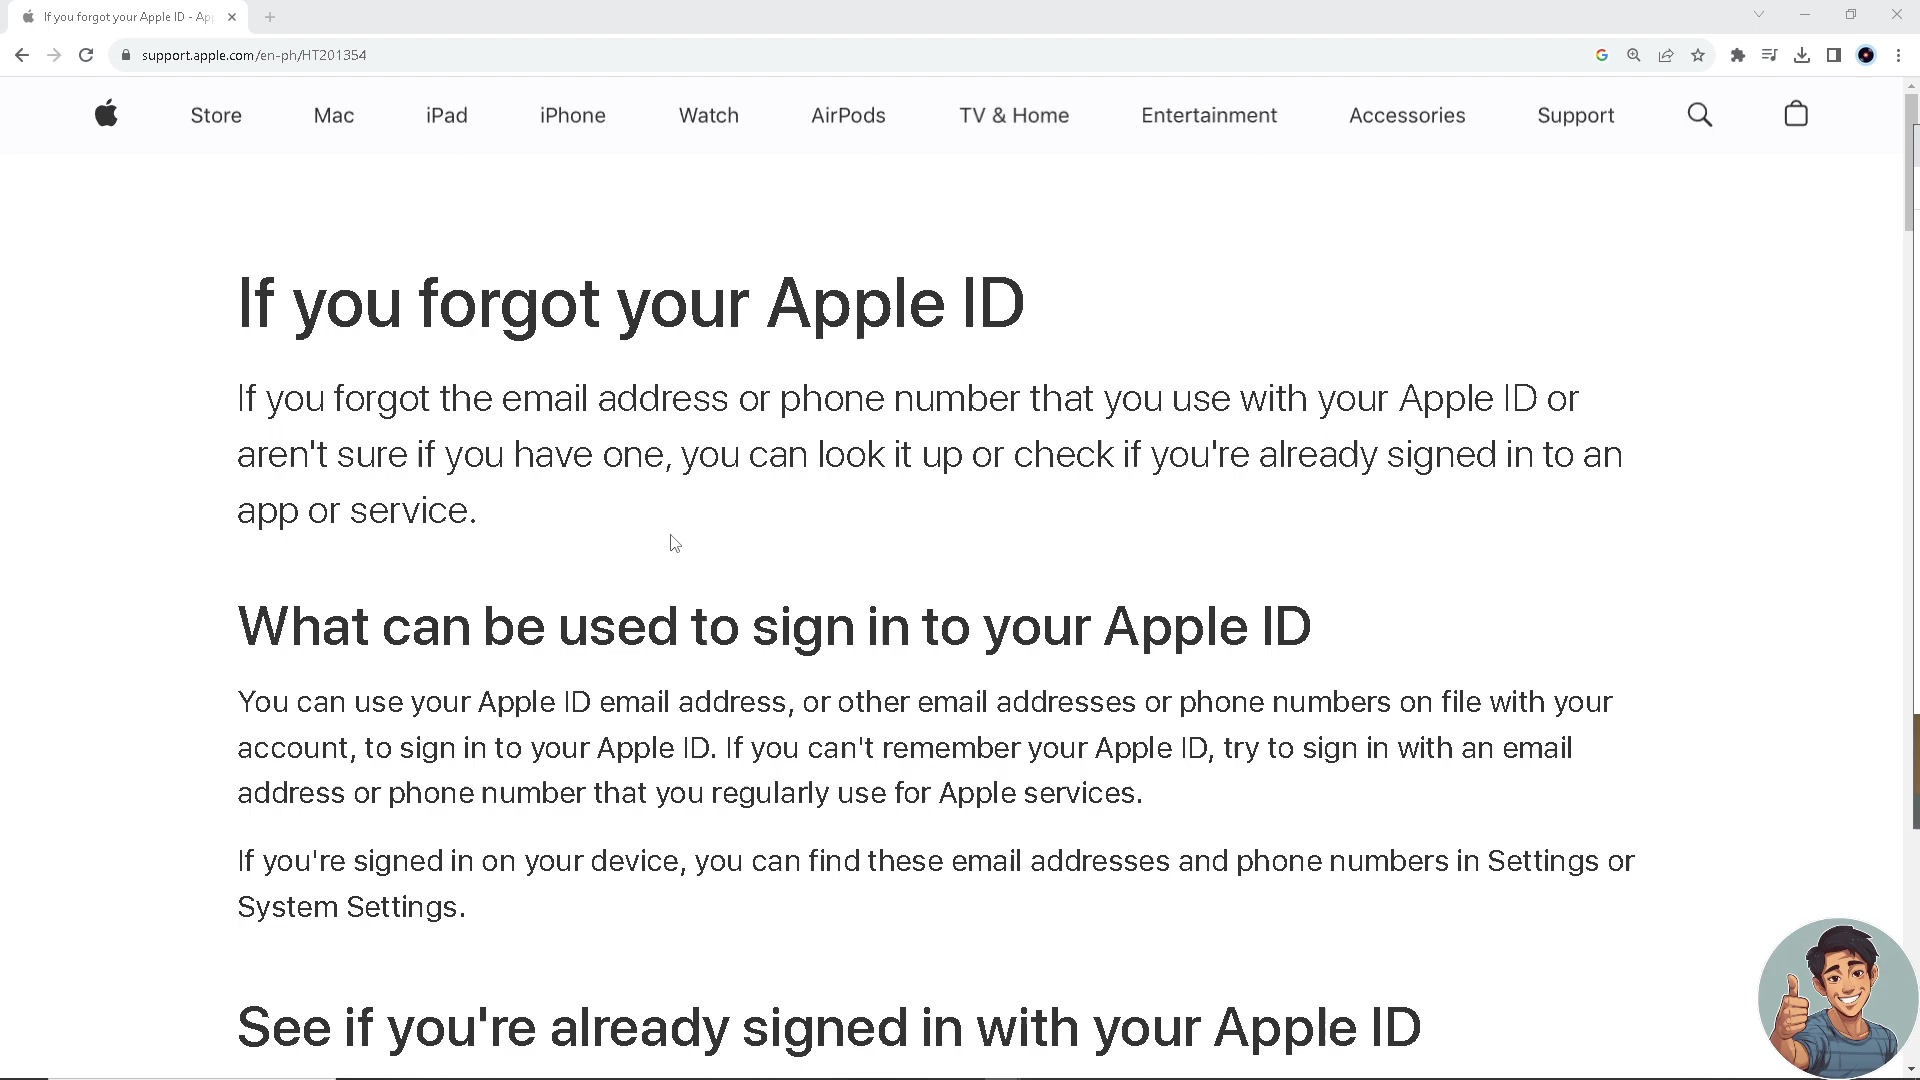 If you forgot your Apple ID - Ap
support.apple.com/en-ph/HT201354
Store Mac iPad iPhone Watch AirPods TV & Home Entertainment Accessories Support
If you forgot your Apple ID
If you forgot the email address or phone number that you use with your Apple ID or
aren't sure if you have one, you can look it up or check if you're already signed in to an
app or service.
What can be used to sign in to your Apple ID
You can use your Apple ID email address, or other email addresses or phone numbers on file with your
account, to sign in to your Apple ID. If you can't remember your Apple ID, try to sign in with an email
address or phone number that you regularly use for Apple services.
If you're signed in on your device, you can find these email addresses and phone numbers in Settings or
System Settings.
See if you're already signed in with your Apple ID